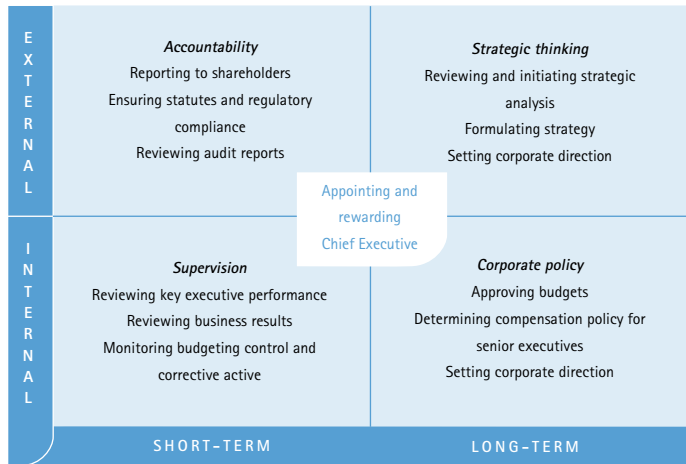 EXTERNAL
Accountability
Reporting to shareholders
Ensuring statutes and regulatory
compliance
Reviewing audit reports
Strategic thinking
Reviewing and initiating strategic
analysis
Formulating strategy
Setting corporate direction
Appointing and
rewarding
Chief Executive
INTERNAL
Supervision
Reviewing key executive performance
Reviewing business results
Monitoring budgeting control and
corrective active
Corporate policy
Approving budgets
Determining compensation policy for
senior executives
Setting corporate direction
SHORT-TERM
LONG-TERM